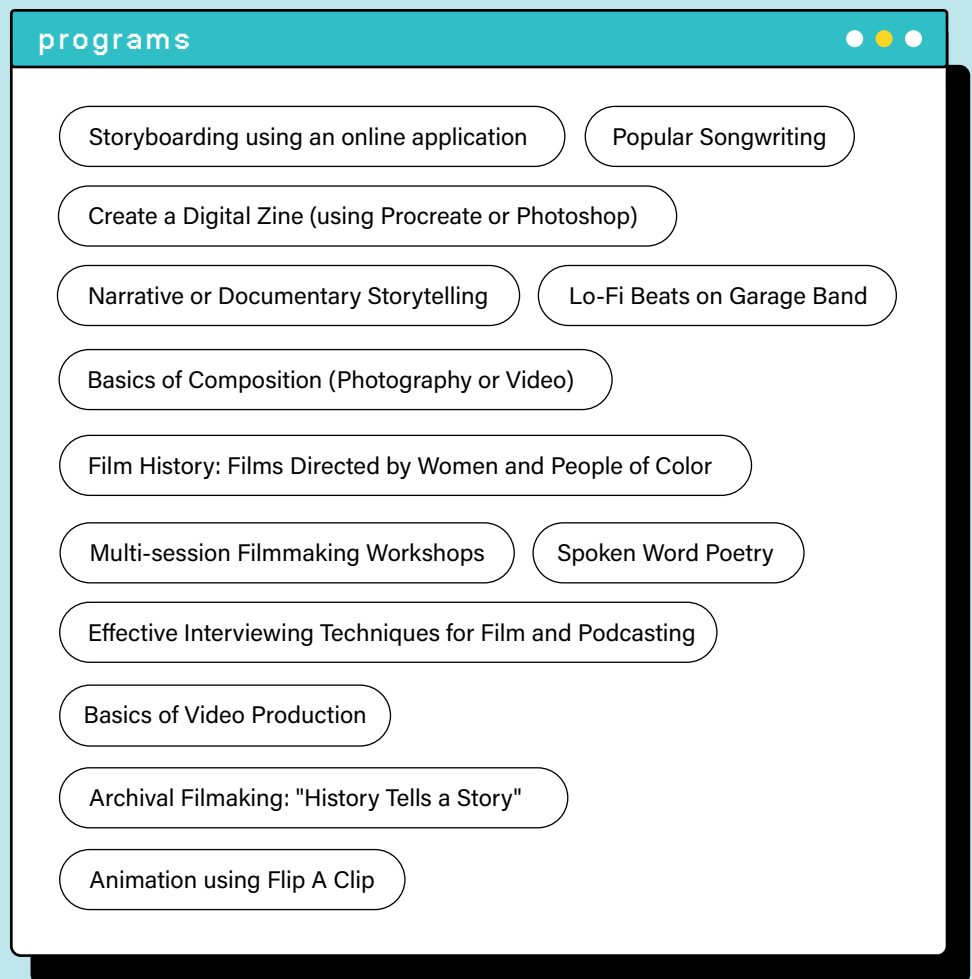 programs
Storyboarding using an online application
Popular Songwriting
Create a Digital Zine (using Procreate or Photoshop)
Narrative or Documentary Storytelling
Lo-Fi Beats on Garage Band
Basics of Composition (Photography or Video)
Film History: Films Directed by Women and People of Color
Multi-session Filmmaking Workshops
Spoken Word Poetry
Effective Interviewing Techniques for Film and Podcasting
Basics of Video Production
Archival Filmaking: "History Tells a Story"
Animation using Flip A Clip